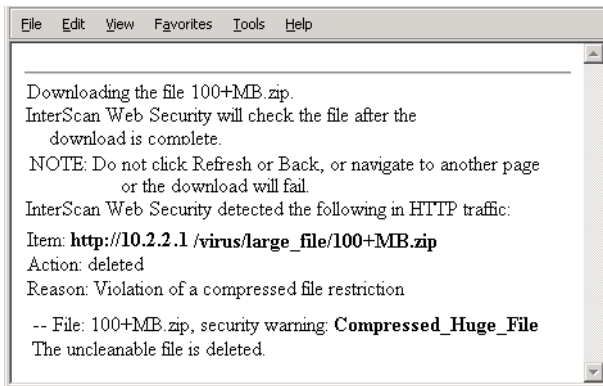 File Edit View Favorites Tools Help
Downloading the file 100+MB.zip.
InterScan Web Security will check the file after the
download is complete.
NOTE: Do not click Refresh or Back, or navigate to another page
or the download will fail.
InterScan Web Security detected the following in HTTP traffic:
Item: http://10.2.2.1 /virus/large_file/100+MB.zip
Action: deleted
Reason: Violation of a compressed file restriction
-- File: 100+MB.zip, security warning: Compressed_Huge_File
The uncleanable file is deleted.